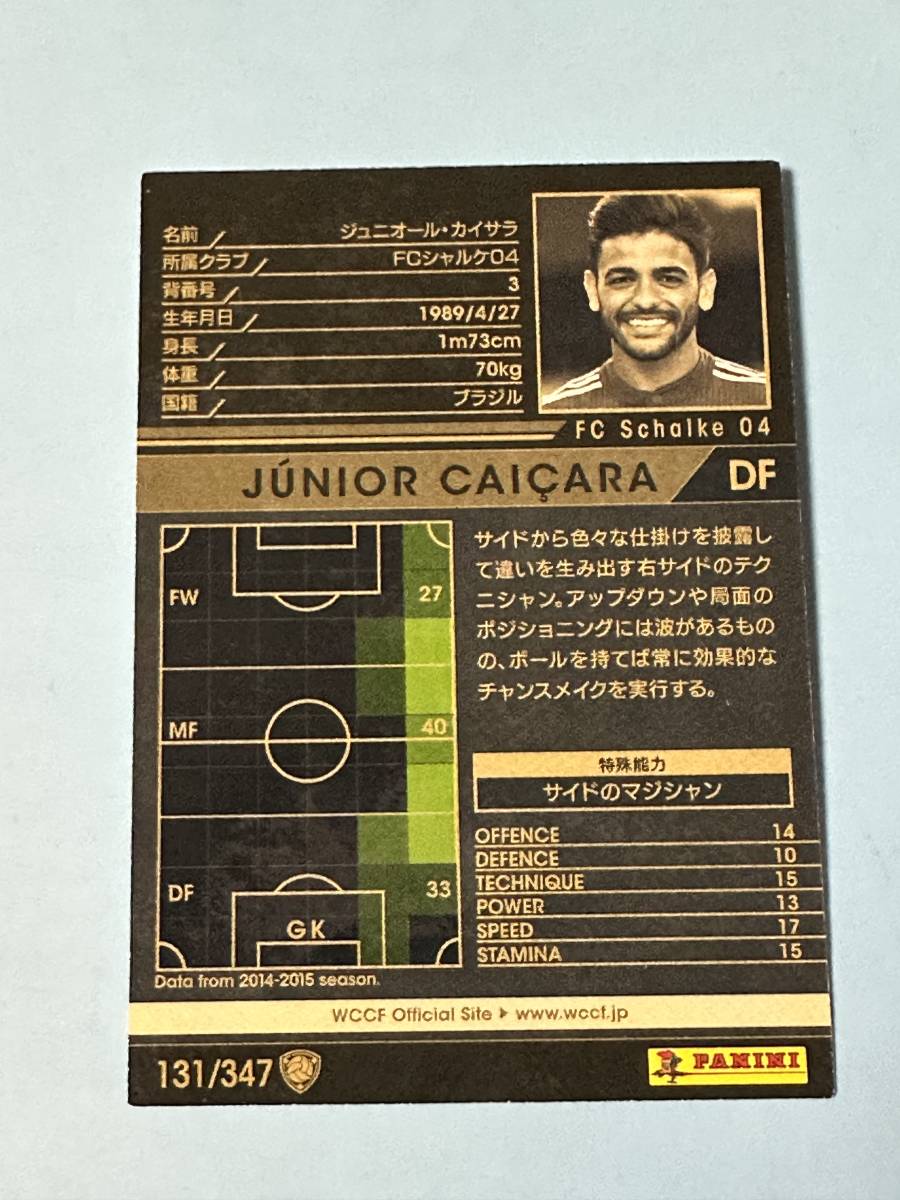 名前 ジュニオール・カイサラ
所属クラブ FCシャルケ04
背番号 3
生年月日 1989/4/27
身長 1m73cm
体重 70kg
国籍 ブラジル
FC Schalke 04
JÚNIOR CAIÇARA DF
FW 27
MF 40
DF 33
GK
Data from 2014-2015 season.
サイドから色々な仕掛けを披露し
て違いを生み出す右サイドのテク
ニシャン。アップダウンや局面の
ポジショニングには波があるもの
の、ボールを持てば常に効果的な
チャンスメイクを実行する。
特殊能力
サイドのマジシャン
OFFENCE 14
DEFENCE 10
TECHNIQUE 15
POWER 13
SPEED 17
STAMINA 15
WCCF Official Site ▶ www.wccf.jp
131/347 PANINI